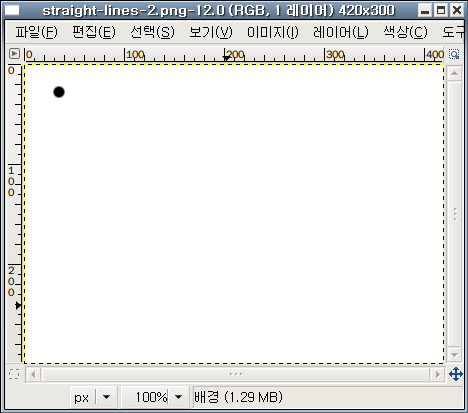 straight-lines-2.png-12.0 (RGB, 1 레이어) 420x300
파일(F) 편집(E) 선택(S) 보기(V) 이미지(I) 레이어(L) 색상(C) 도구
0 100 200 300 400
0
100
200
px 100% 배경 (1.29 MB)